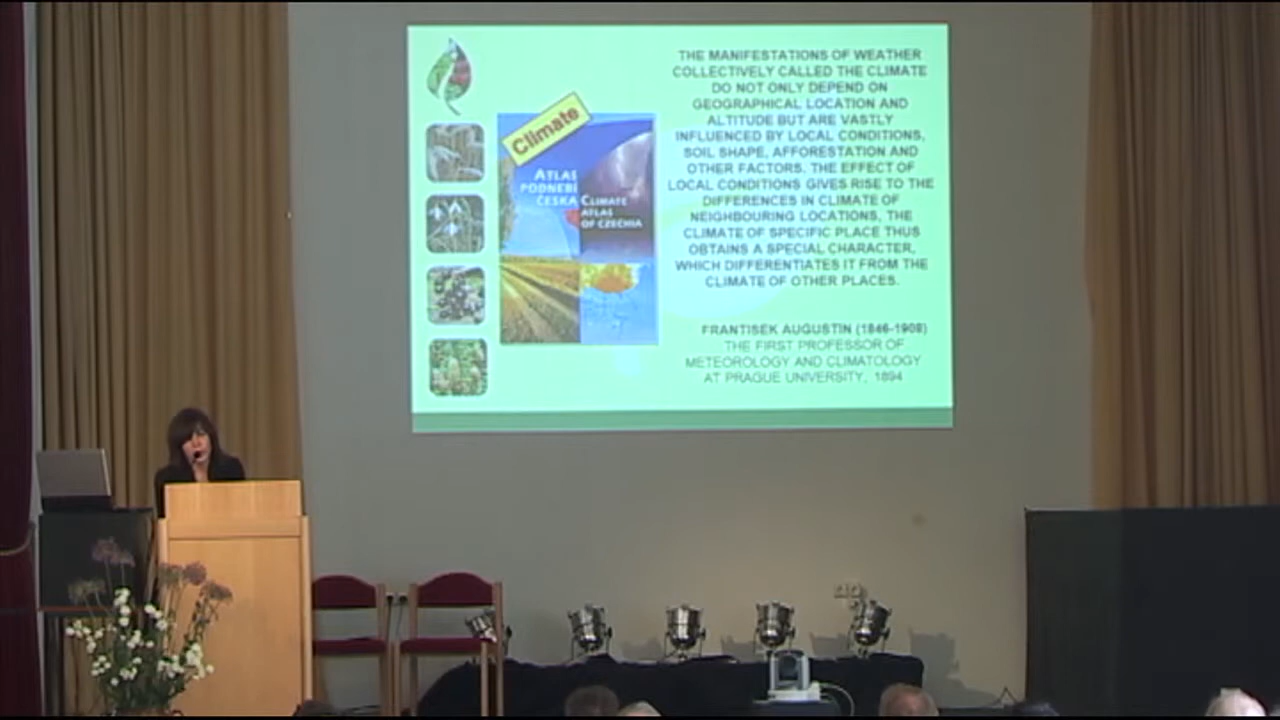 Climate
ATLAS
PODNEBÍ
ČESKA
CLIMATE
ATLAS
OF CZECHIA
THE MANIFESTATIONS OF WEATHER
COLLECTIVELY CALLED THE CLIMATE
DO NOT ONLY DEPEND ON
GEOGRAPHICAL LOCATION AND
ALTITUDE BUT ARE VASTLY
INFLUENCED BY LOCAL CONDITIONS,
SOIL SHAPE, AFFORESTATION AND
OTHER FACTORS. THE EFFECT OF
LOCAL CONDITIONS GIVES RISE TO THE
DIFFERENCES IN CLIMATE OF
NEIGHBOURING LOCATIONS, THE
CLIMATE OF SPECIFIC PLACE THUS
OBTAINS A SPECIAL CHARACTER,
WHICH DIFFERENTIATES IT FROM THE
CLIMATE OF OTHER PLACES.
FRANTISEK AUGUSTIN (1846-1908)
THE FIRST PROFESSOR OF
METEOROLOGY AND CLIMATOLOGY
AT PRAGUE UNIVERSITY, 1894